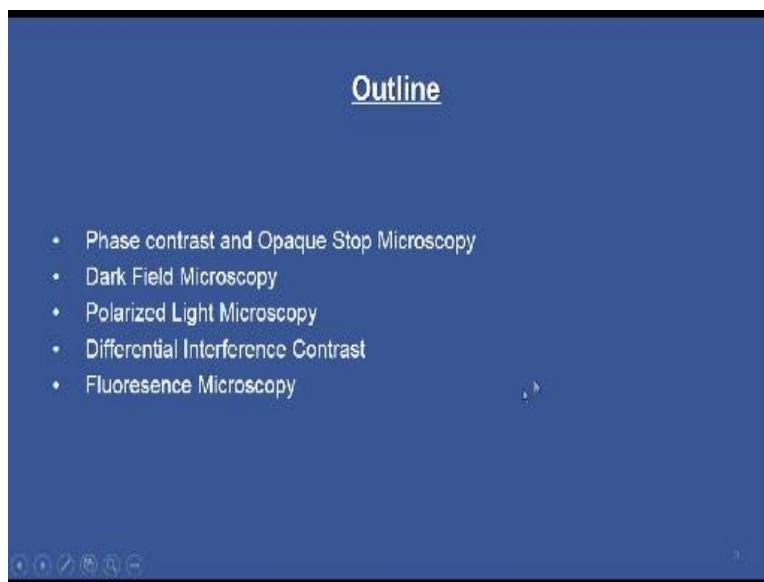 Outline
• Phase contrast and Opaque Stop Microscopy
• Dark Field Microscopy
• Polarized Light Microscopy
• Differential Interference Contrast
• Fluoresence Microscopy